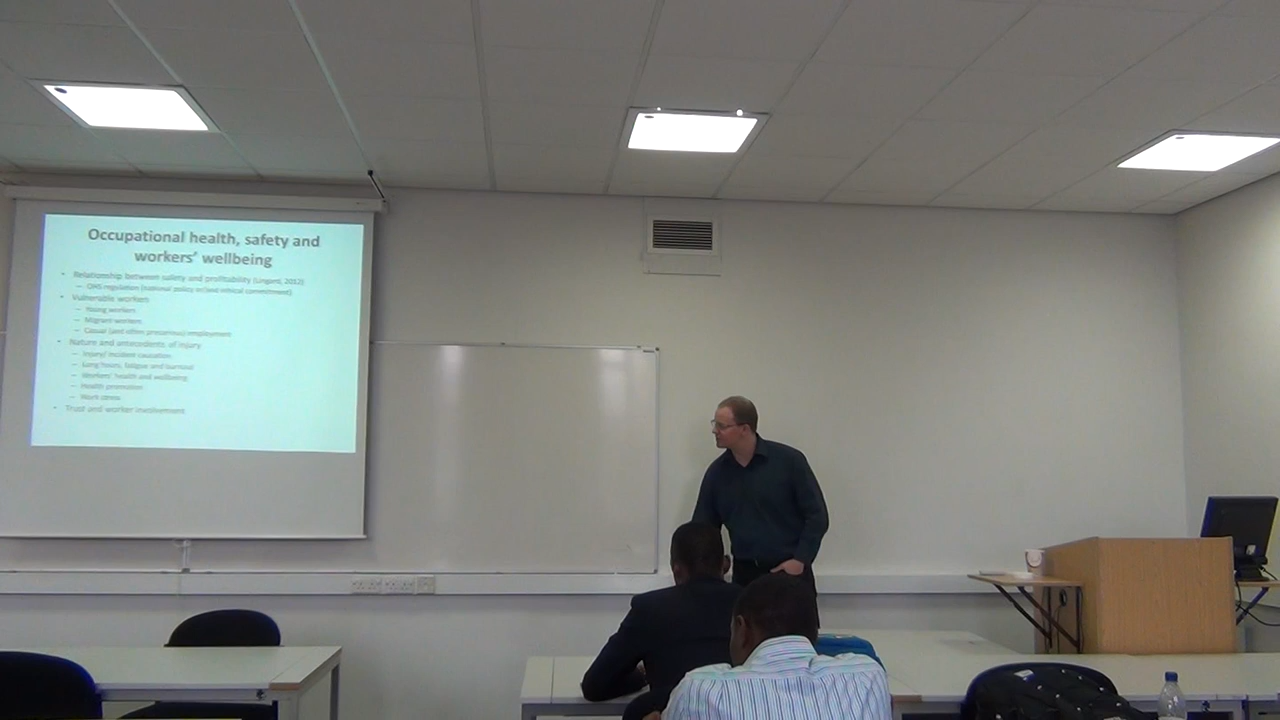 Occupational health, safety and
workers' wellbeing
• Relationship between safety and profitability (Lingard, 2012)
– OHS regulation (national policy or/and ethical commitment)
• Vulnerable workers
– Young workers
– Migrant workers
– Casual (and often precarious) employment
• Nature and antecedents of injury
– Injury/ incident causation
– Long hours, fatigue and burnout
– Workers' health and wellbeing
– Health promotion
– Work stress
• Trust and worker involvement